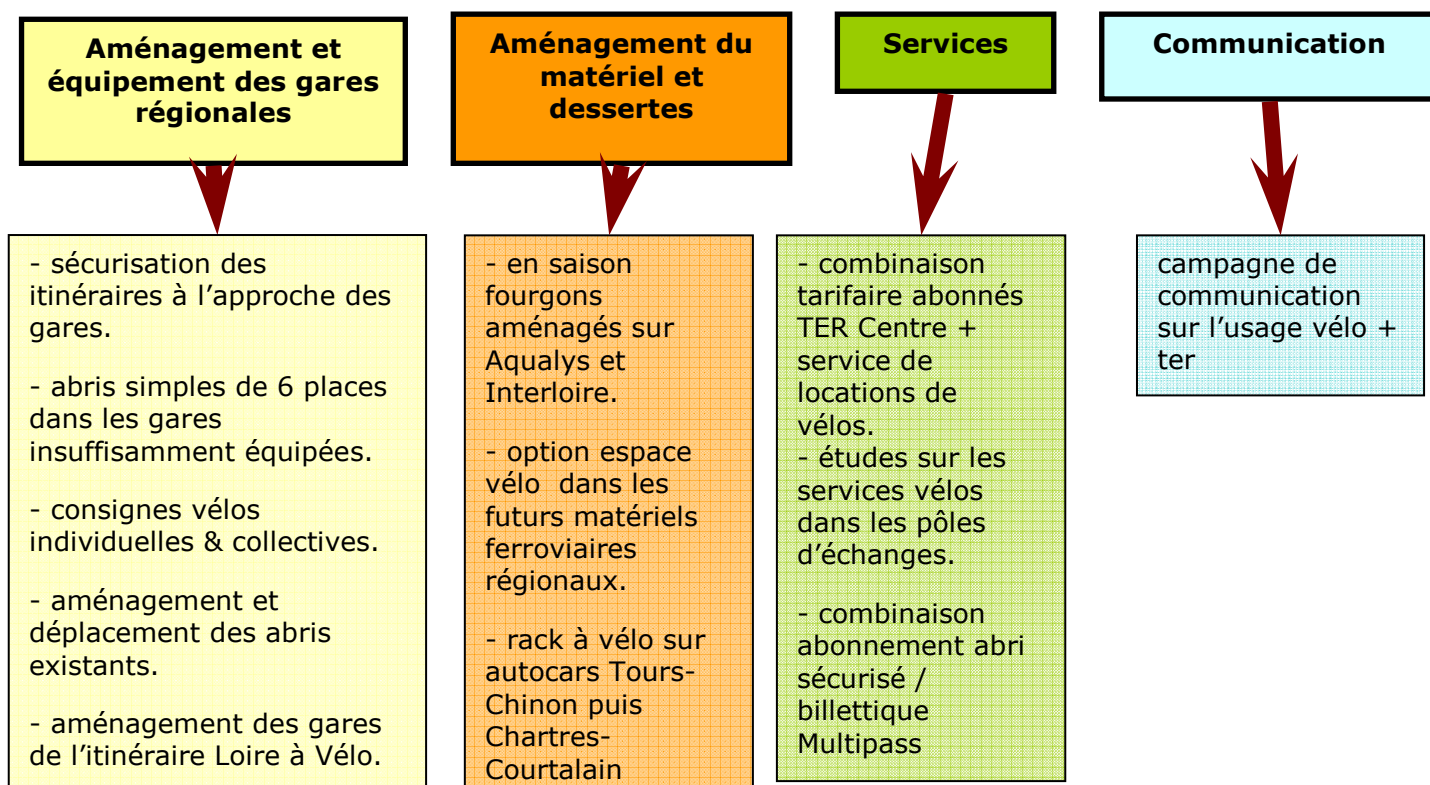 Aménagement et
équipement des gares
régionales
- sécurisation des
itinéraires à l'approche des
gares.
- abris simples de 6 places
dans les gares
insuffisamment équipées.
- consignes vélos
individuelles & collectives.
- aménagement et
déplacement des abris
existants.
- aménagement des gares
de l'itinéraire Loire à Vélo.
Aménagement du
matériel et
dessertes
- en saison
fourgons
aménagés sur
Aqualys et
Interloire.
- option espace
vélo dans les
futurs matériels
ferroviaires
régionaux.
- rack à vélo sur
autocars Tours-
Chinon puis
Chartres-
Courtalain
Services
- combinaison
tarifaire abonnés
TER Centre +
service de
locations de
vélos.
- études sur les
services vélos
dans les pôles
d'échanges.
- combinaison
abonnement abri
sécurisé /
billettique
Multipass
Communication
campagne de
communication
sur l'usage vélo +
ter